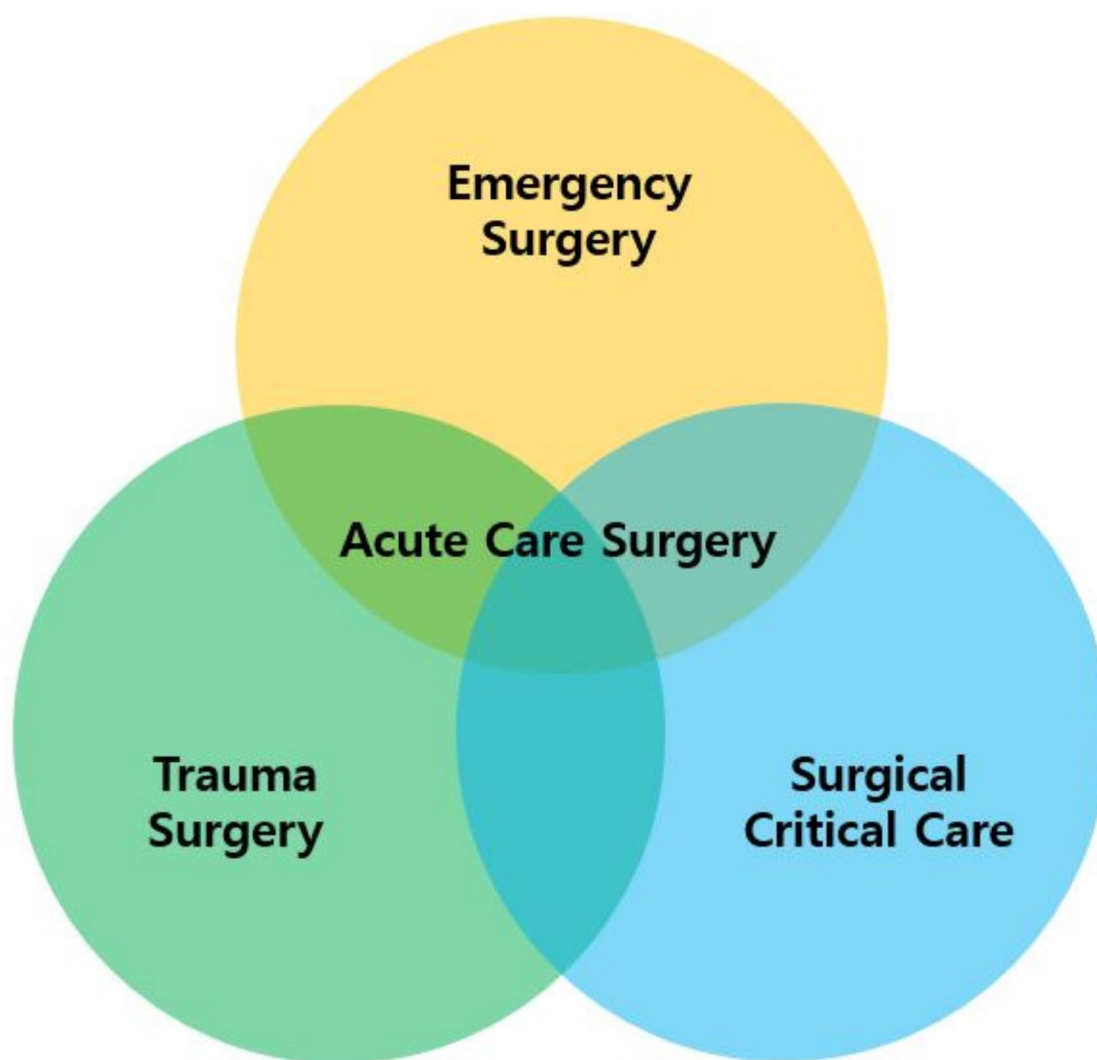 Emergency
Surgery
Acute Care Surgery
Trauma
Surgery
Surgical
Critical Care